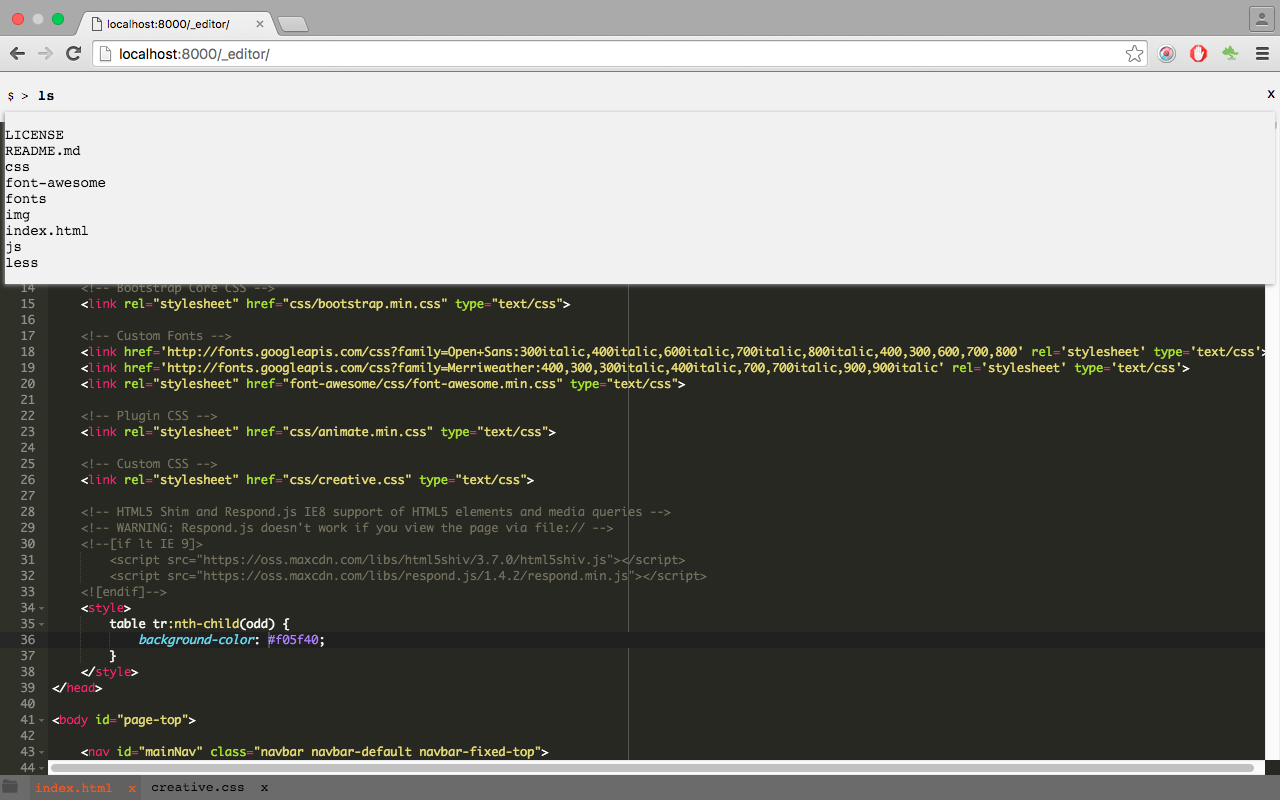 localhost:8000/_editor/ ×
localhost:8000/_editor/
$ > ls x
LICENSE
README.md
css
font-awesome
fonts
img
index.html
js
less
14 <!-- Bootstrap Core CSS -->
15 <link rel="stylesheet" href="css/bootstrap.min.css" type="text/css">
16
17 <!-- Custom Fonts -->
18 <link href='http://fonts.googleapis.com/css?family=Open+Sans:300italic,400italic,600italic,700italic,800italic,400,300,600,700,800' rel='stylesheet' type='text/css'>
19 <link href='http://fonts.googleapis.com/css?family=Merriweather:400,300,300italic,400italic,700,700italic,900,900italic' rel='stylesheet' type='text/css'>
20 <link rel="stylesheet" href="font-awesome/css/font-awesome.min.css" type="text/css">
21
22 <!-- Plugin CSS -->
23 <link rel="stylesheet" href="css/animate.min.css" type="text/css">
24
25 <!-- Custom CSS -->
26 <link rel="stylesheet" href="css/creative.css" type="text/css">
27
28 <!-- HTML5 Shim and Respond.js IE8 support of HTML5 elements and media queries -->
29 <!-- WARNING: Respond.js doesn't work if you view the page via file:// -->
30 <!--[if lt IE 9]>
31 <script src="https://oss.maxcdn.com/libs/html5shiv/3.7.0/html5shiv.js"></script>
32 <script src="https://oss.maxcdn.com/libs/respond.js/1.4.2/respond.min.js"></script>
33 <![endif]-->
34 <style>
35 table tr:nth-child(odd) {
36 background-color: #f05f40;
37 }
38 </style>
39 </head>
40
41 <body id="page-top">
42
43 <nav id="mainNav" class="navbar navbar-default navbar-fixed-top">
44
index.html x creative.css x